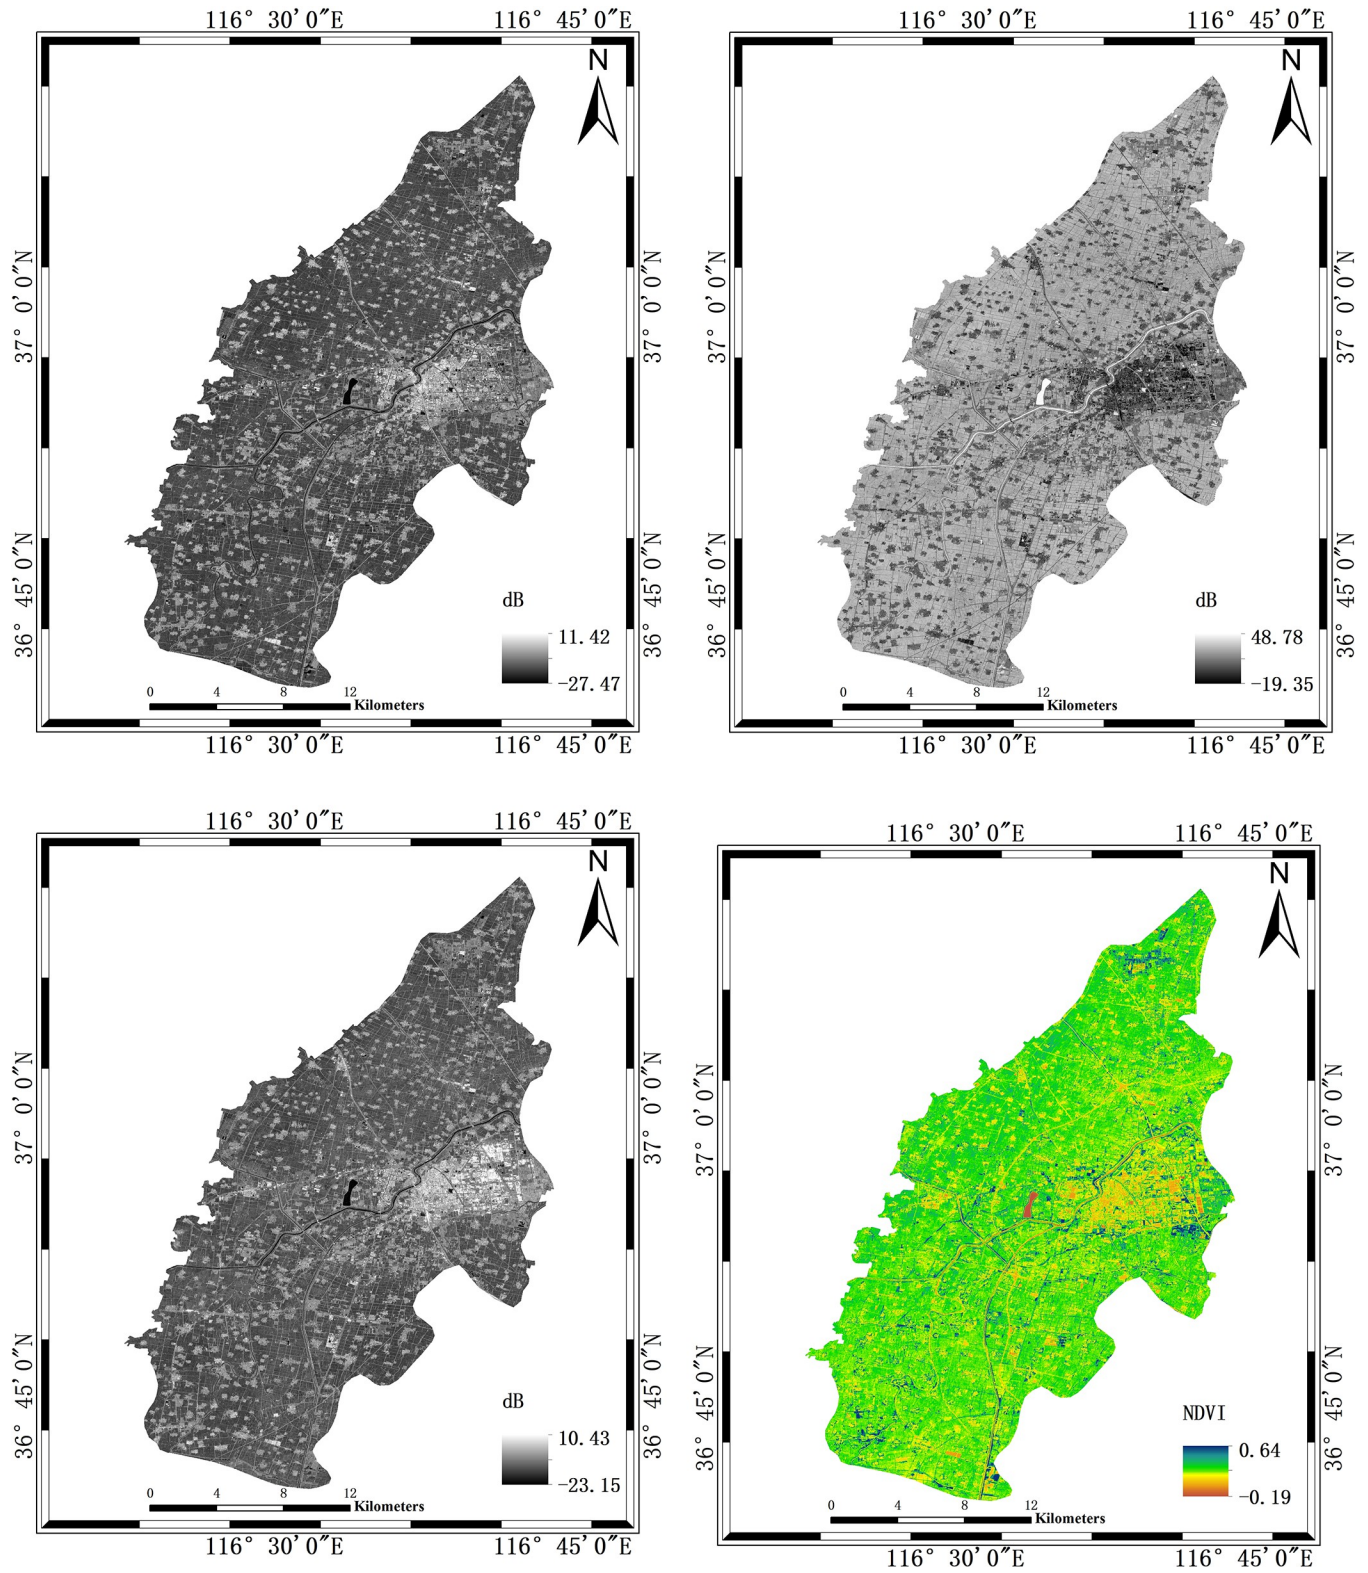 116° 30′0″E 116° 45′0″E
N
37° 0′0″N 37° 0′0″N
36° 45′0″N 36° 45′0″N
dB
11.42
-27.47
0 4 8 12
Kilometers
116° 30′0″E 116° 45′0″E
116° 30′0″E 116° 45′0″E
N
37° 0′0″N 37° 0′0″N
36° 45′0″N 36° 45′0″N
dB
48.78
-19.35
0 4 8 12
Kilometers
116° 30′0″E 116° 45′0″E
116° 30′0″E 116° 45′0″E
N
37° 0′0″N 37° 0′0″N
36° 45′0″N 36° 45′0″N
dB
10.43
-23.15
0 4 8 12
Kilometers
116° 30′0″E 116° 45′0″E
116° 30′0″E 116° 45′0″E
N
37° 0′0″N 37° 0′0″N
36° 45′0″N 36° 45′0″N
NDVI
0.64
-0.19
0 4 8 12
Kilometers
116° 30′0″E 116° 45′0″E